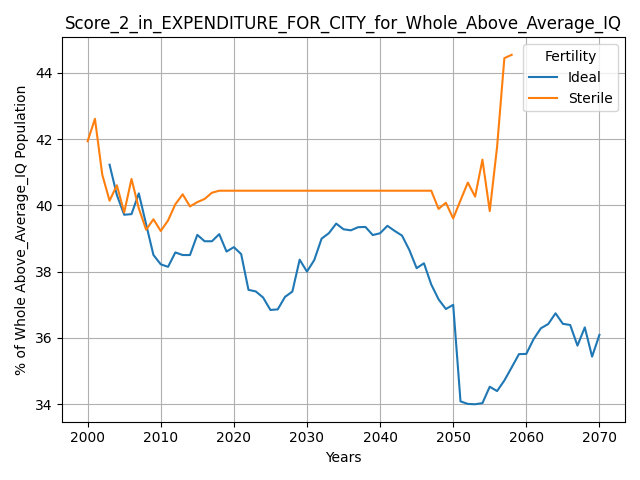 Score_2_in_EXPENDITURE_FOR_CITY_for_Whole_Above_Average_IQ
% of Whole Above_Average_IQ Population
44
42
40
38
36
34
Fertility
Ideal
Sterile
2000 2010 2020 2030 2040 2050 2060 2070
Years